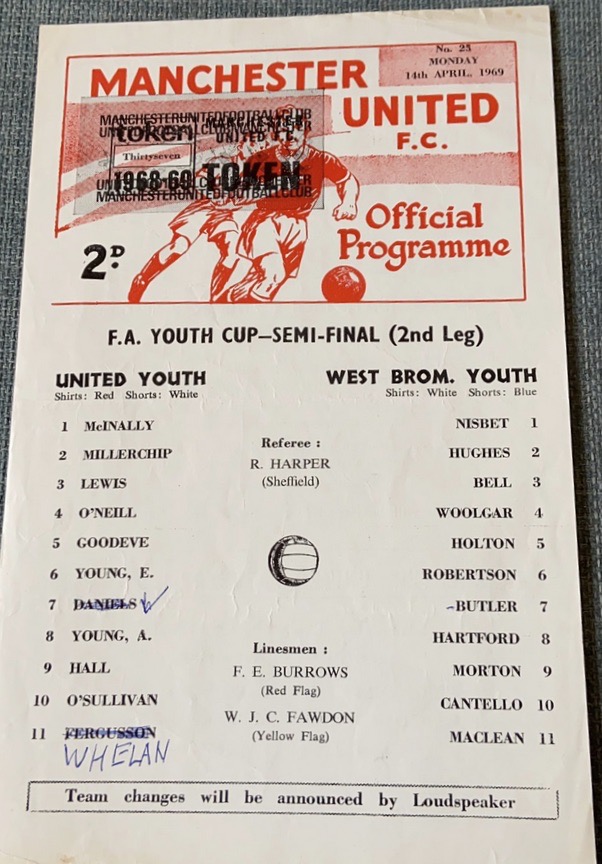 No. 25
MONDAY
14th APRIL, 1969
MANCHESTER
UNITED
F.C.
MANCHESTERUNITEDFOOTBALLCLUB
token
UNITED F.C.
Thirtyseven
1968-69 TOKEN
MANCHESTERUNITEDFOOTBALLCLUB
Official
Programme
2D.
F.A. YOUTH CUP—SEMI-FINAL (2nd Leg)
UNITED YOUTH
Shirts: Red Shorts: White
WEST BROM. YOUTH
Shirts: White Shorts: Blue
1 McINALLY
2 MILLERCHIP
3 LEWIS
4 O'NEILL
5 GOODEVE
6 YOUNG, E.
7 DANIELS
8 YOUNG, A.
9 HALL
10 O'SULLIVAN
11 FERGUSSON
WHELAN
Referee :
R. HARPER
(Sheffield)
Linesmen :
F. E. BURROWS
(Red Flag)
W. J. C. FAWDON
(Yellow Flag)
NISBET 1
HUGHES 2
BELL 3
WOOLGAR 4
HOLTON 5
ROBERTSON 6
BUTLER 7
HARTFORD 8
MORTON 9
CANTELLO 10
MACLEAN 11
Team changes will be announced by Loudspeaker